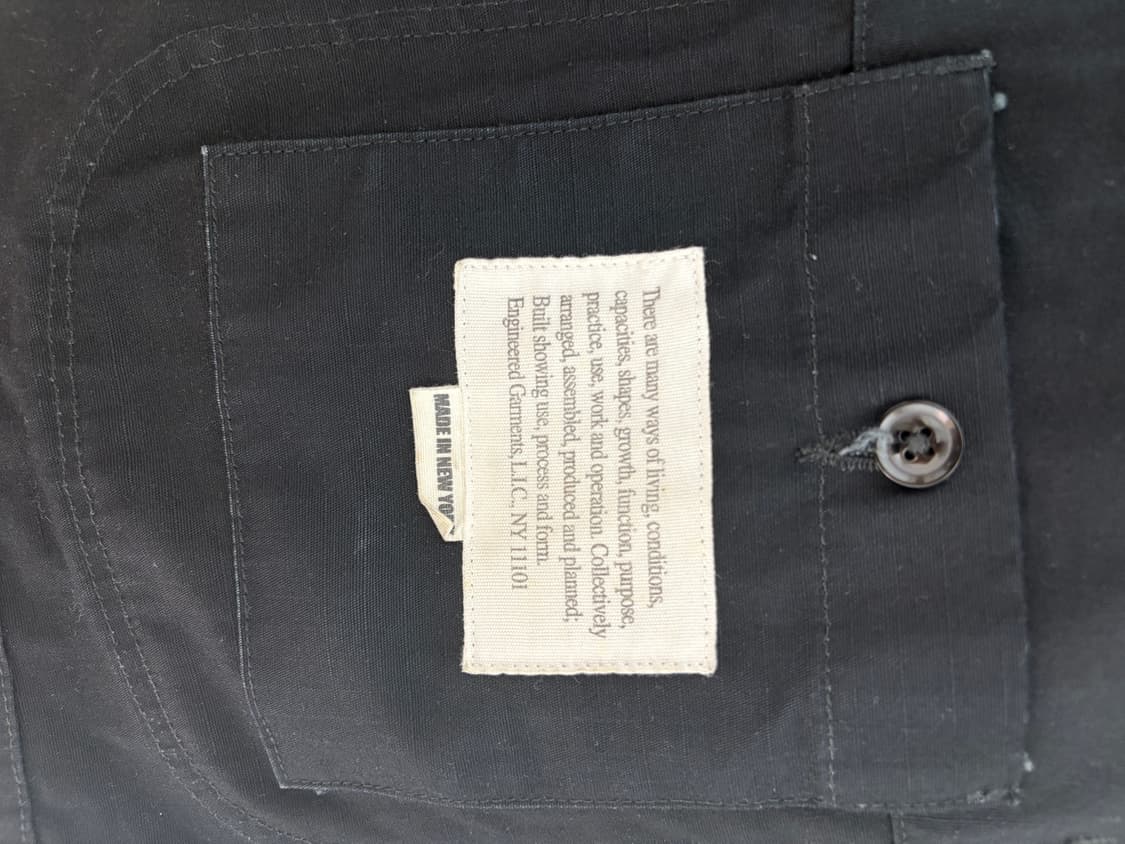 There are many ways of living, conditions,
capacities, shapes, growth, function, purpose,
practice, use, work and operation. Collectively
arranged, assembled, produced and planned;
Built showing use, process and form.
Engineered Garments, L.L.C., NY 11101
MADE IN NEW YO